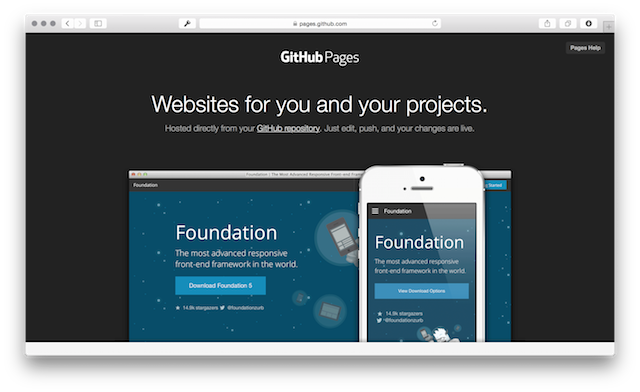 pages.github.com
GitHub Pages
Pages Help
Websites for you and your projects.
Hosted directly from your GitHub repository. Just edit, push, and your changes are live.
Foundation | The Most Advanced Responsive Front-end
Foundation
Started
Foundation
The most advanced responsive
front-end framework in the world.
Download Foundation 5
14.9k stargazers @foundationzurb
Foundation
Foundation
The most advanced responsive
front-end framework in the world.
View Download Options
14.9k stargazers
@foundationzurb